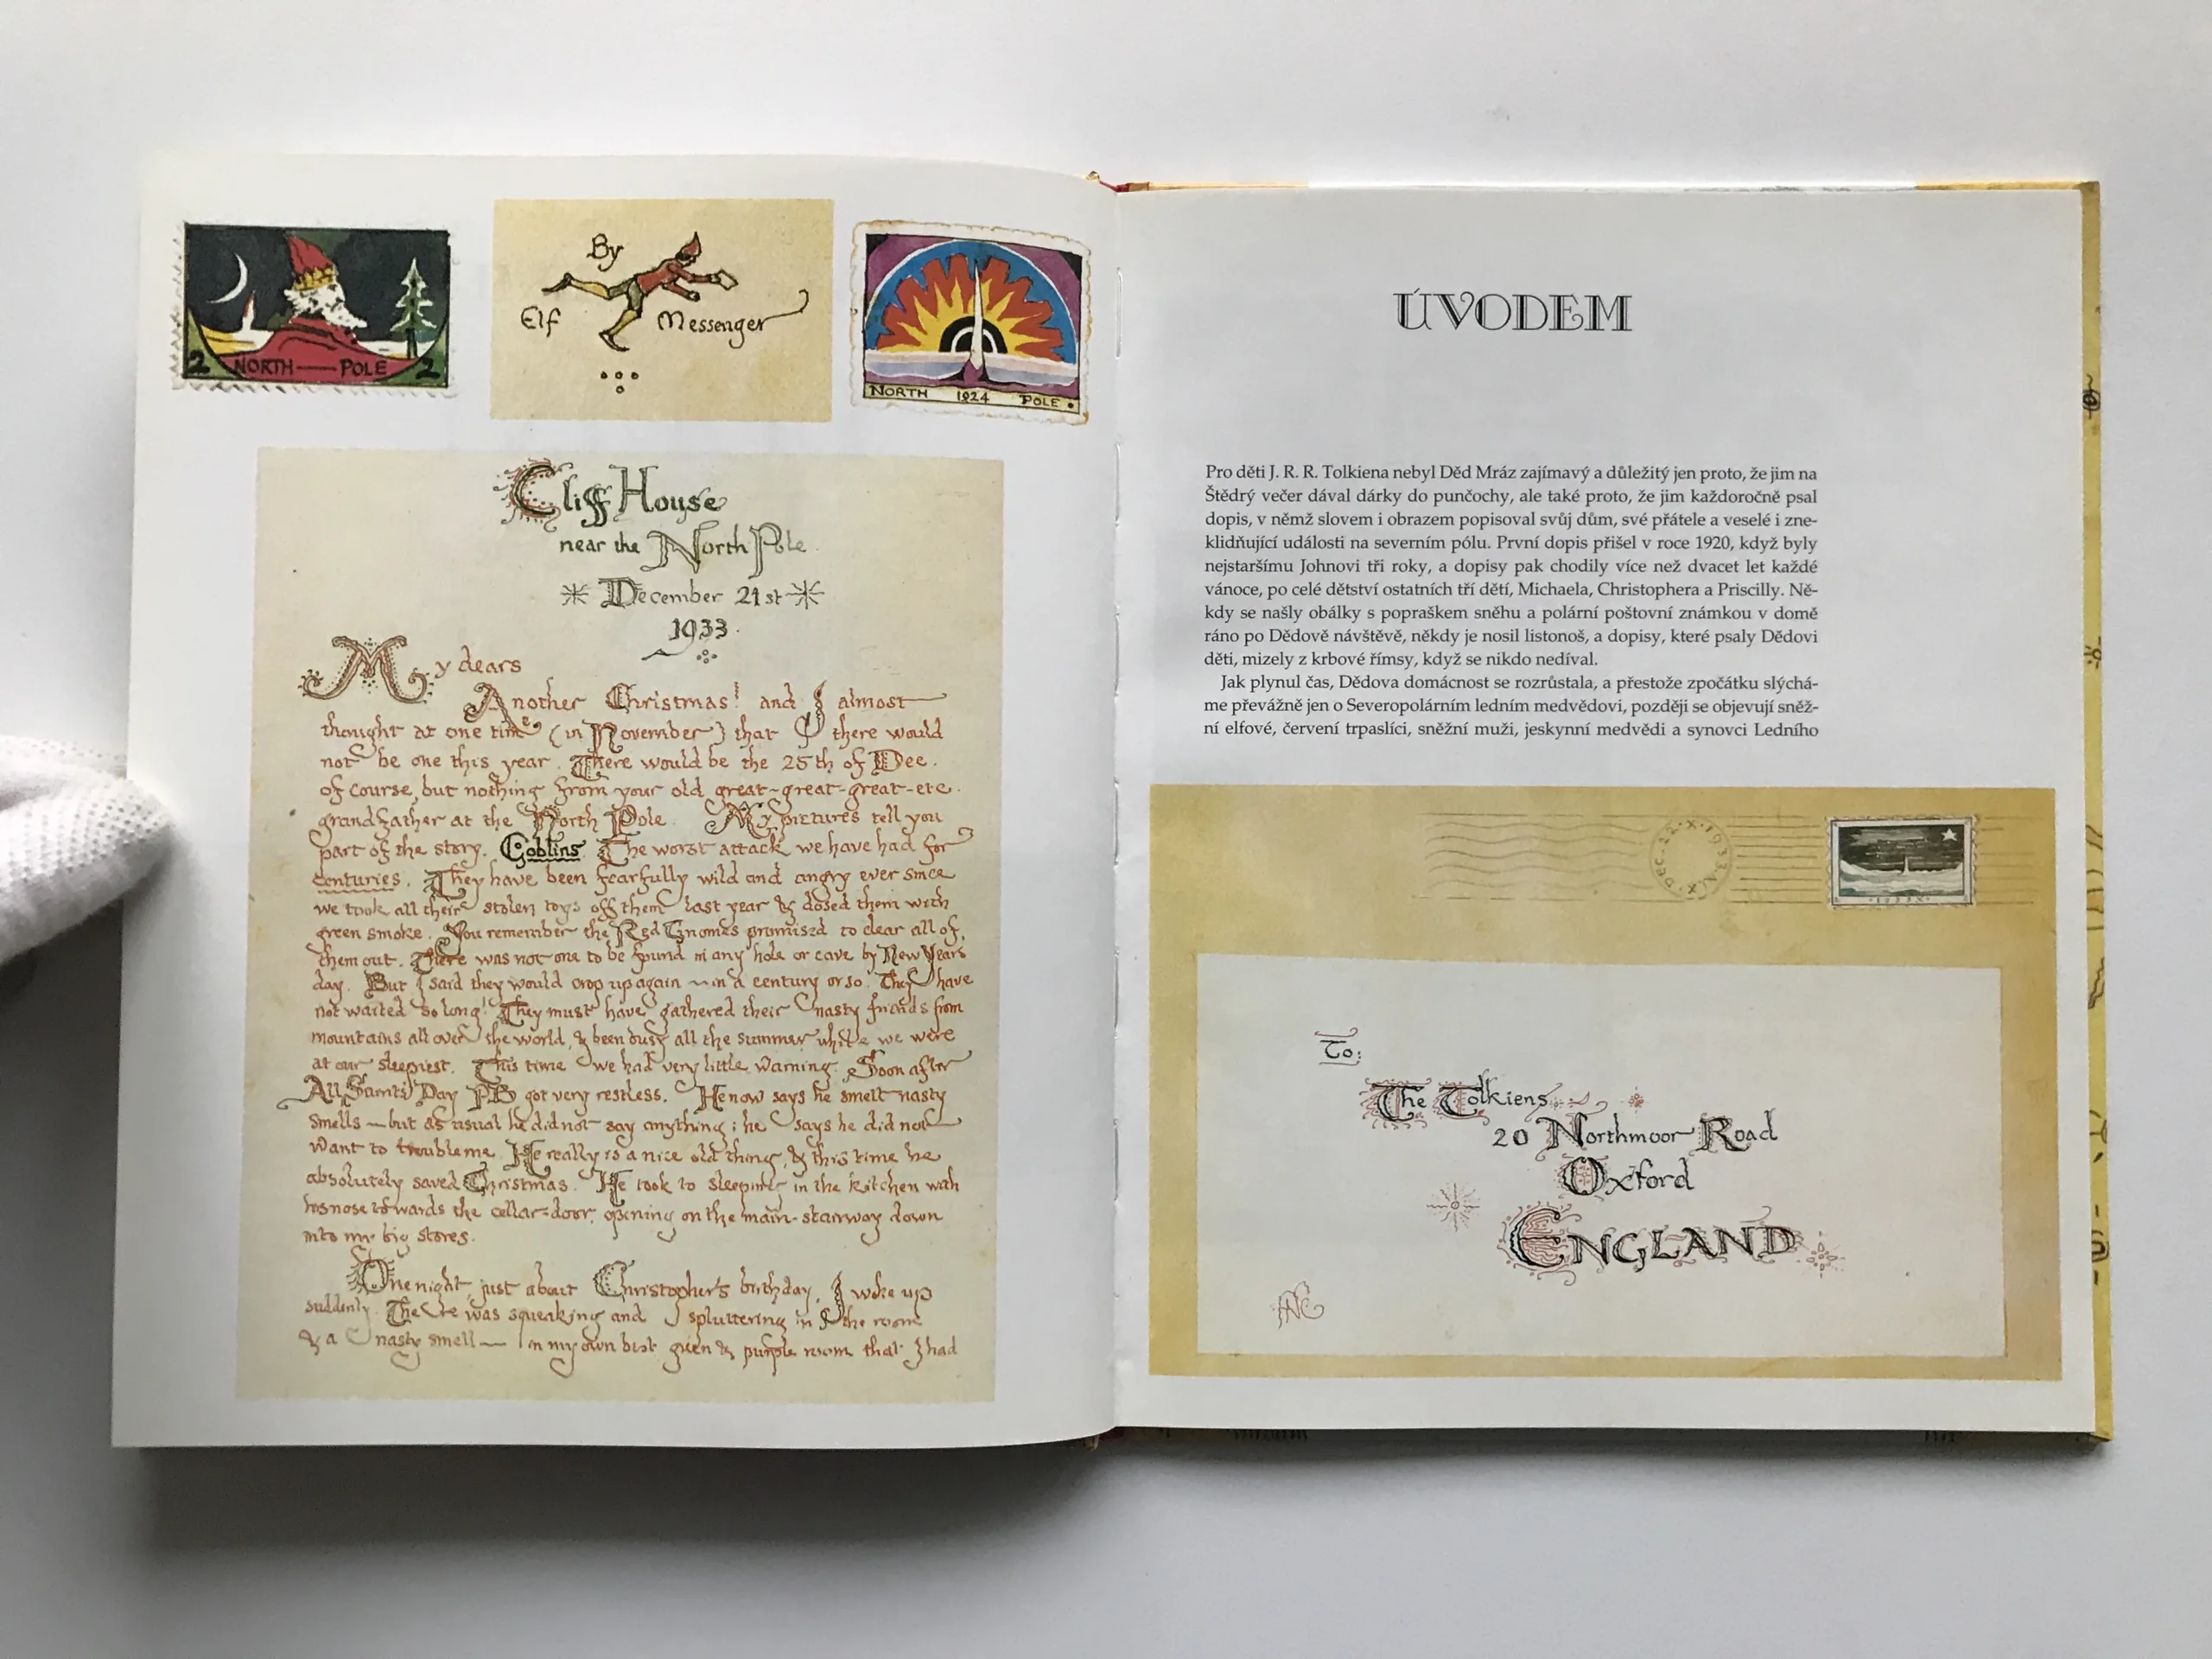 2 NORTH — POLE 2
By
Elf Messenger
NORTH 1924 POLE
Cliff House
near the North Pole
December 21st
1933.
My dears
Another Christmas! and I almost
thought at one time (in November) that there would
not be one this year. There would be the 25th of Dec.
of course, but nothing from your old great-great-great-etc.
grandfather at the North Pole. My pictures tell you
part of the story. Goblins. The worst attack we have had for
centuries. They have been fearfully wild and angry ever since
we took all their stolen toys off them last year & dosed them with
green smoke. You remember the Red Gnomes promised to clear all of
them out. There was not one to be found in any hole or cave by New Years
day. But I said they would crop up again — in a century or so. They have
not waited so long! They must have gathered their nasty friends from
mountains all over the world, & been busy all the summer while we were
at our sleepiest. This time we had very little warning. Soon after
All Saints' Day PB got very restless. He now says he smelt nasty
smells — but as usual he did not say anything; he says he did not
want to trouble me. He really is a nice old thing, & this time he
absolutely saved Christmas. He took to sleeping in the kitchen with
his nose towards the cellar-door, opening on the main-stairway down
into my big stores.
One night, just about Christopher's birthday, I woke up
suddenly. There was squeaking and spluttering in the room
& a nasty smell — in my own best green & purple room that I had
ÚVODEM
Pro děti J. R. R. Tolkiena nebyl Děd Mráz zajímavý a důležitý jen proto, že jim na
Štědrý večer dával dárky do punčochy, ale také proto, že jim každoročně psal
dopis, v němž slovem i obrazem popisoval svůj dům, své přátele a veselé i zne-
klidňující události na severním pólu. První dopis přišel v roce 1920, když byly
nejstaršímu Johnovi tři roky, a dopisy pak chodily více než dvacet let každé
vánoce, po celé dětství ostatních tří dětí, Michaela, Christophera a Priscilly. Ně-
kdy se našly obálky s popraškem sněhu a polární poštovní známkou v domě
ráno po Dědově návštěvě, někdy je nosil listonoš, a dopisy, které psaly Dědovi
děti, mizely z krbové římsy, když se nikdo nedíval.
Jak plynul čas, Dědova domácnost se rozrůstala, a přestože zpočátku slýchá-
me převážně jen o Severopolárním ledním medvědovi, později se objevují sněž-
ní elfové, červení trpaslíci, sněžní muži, jeskynní medvědi a synovci Ledního
To:
The Tolkiens
20 Northmoor Road
Oxford
ENGLAND